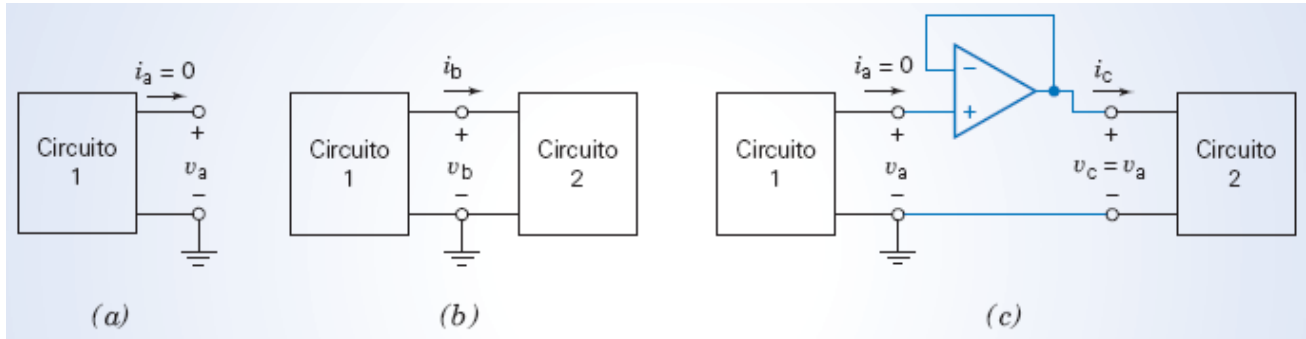 i_a = 0
Circuito
1
+
v_a
−
(a)
Circuito
1
i_b
+
v_b
−
Circuito
2
(b)
Circuito
1
i_a = 0
+
v_a
−
−
+
i_c
+
v_c = v_a
−
Circuito
2
(c)